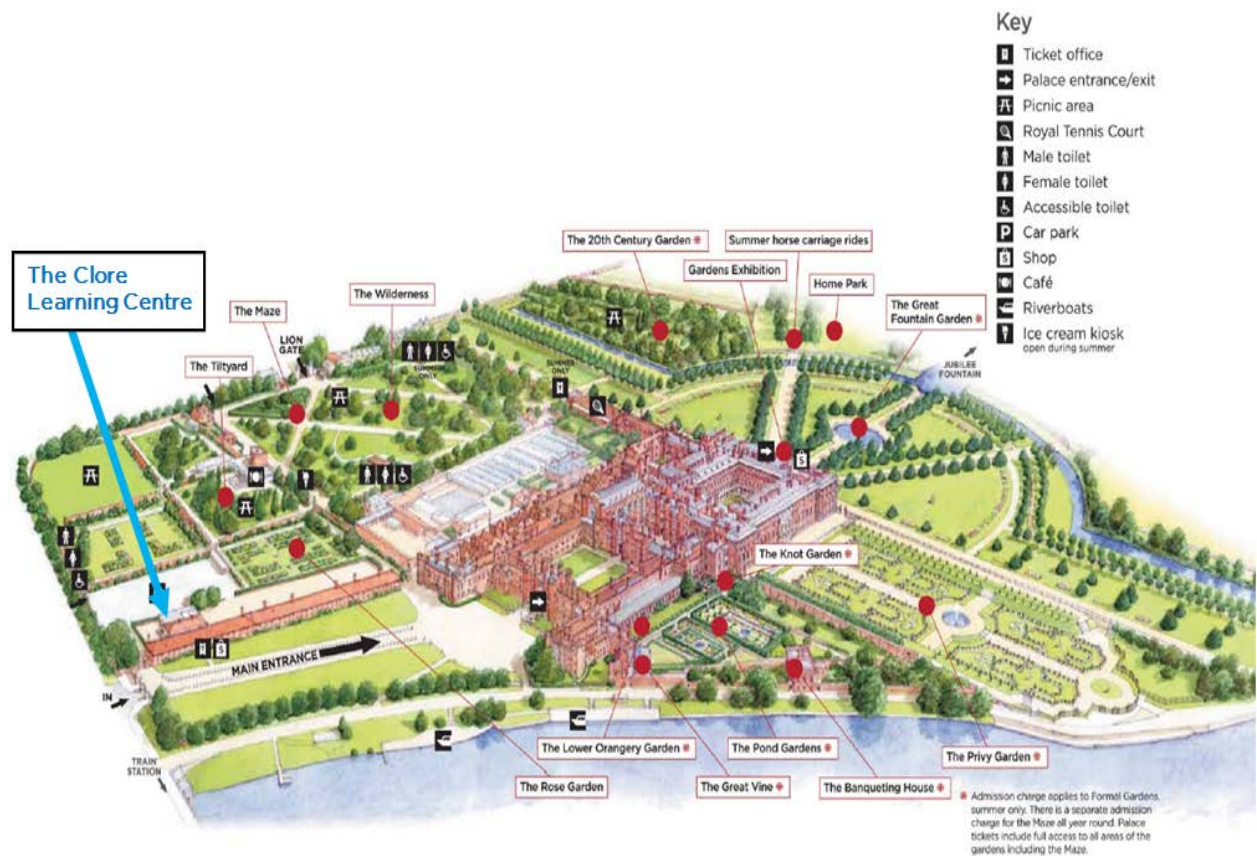 Key
Ticket office
Palace entrance/exit
Picnic area
Royal Tennis Court
Male toilet
Female toilet
Accessible toilet
P
Car park
S
Shop
Café
Riverboats
Ice cream kiosk
open during summer
The Clore
Learning Centre
The 20th Century Garden ❋
Summer horse carriage rides
Gardens Exhibition
Home Park
The Wilderness
The Great
Fountain Garden ❋
The Maze
LION
GATE
JUBILEE
FOUNTAIN
The Tiltyard
SUMMER
ONLY
SUMMER
ONLY
S
The Knot Garden ❋
S
MAIN ENTRANCE
IN
TRAIN
STATION
The Lower Orangery Garden ❋
The Pond Gardens ❋
The Privy Garden ❋
The Rose Garden
The Great Vine ❋
The Banqueting House ❋
❋ Admission charge applies to Formal Gardens,
summer only. There is a separate admission
charge for the Maze all year round. Palace
tickets include full access to all areas of the
gardens including the Maze.